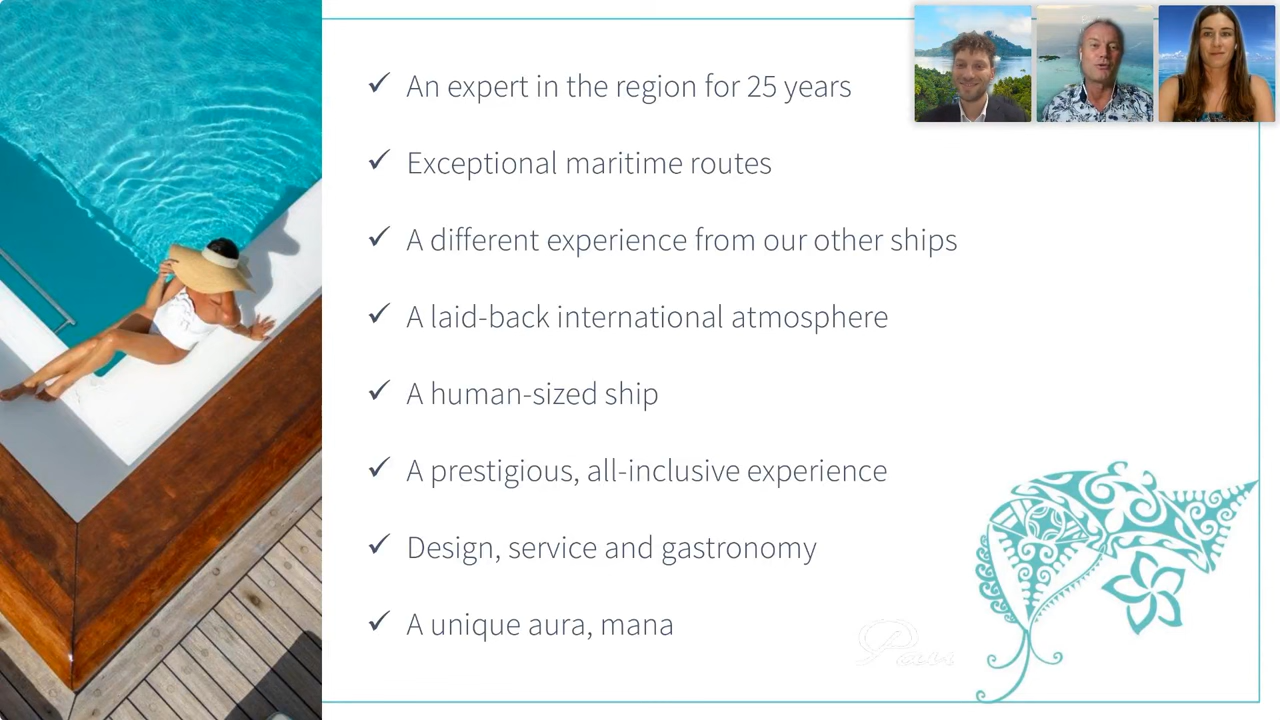 An expert in the region for 25 years
Exceptional maritime routes
A different experience from our other ships
A laid-back international atmosphere
A human-sized ship
A prestigious, all-inclusive experience
Design, service and gastronomy
A unique aura, mana